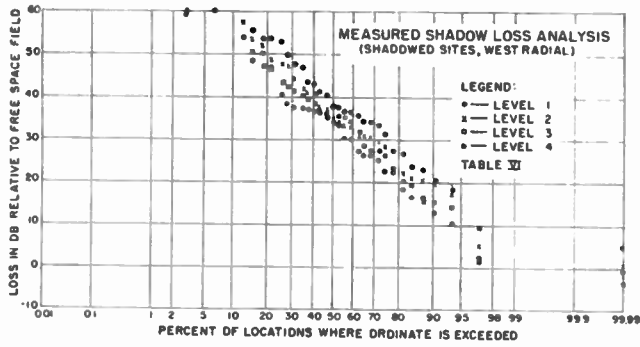 MEASURED SHADOW LOSS ANALYSIS
(SHADDWED SITES, WEST RADIAL)
LEGEND:
LEVEL 1
LEVEL 2
LEVEL 3
LEVEL 4
TABLE VI
LOSS IN DB RELATIVE TO FREE SPACE FIELD
60
50
40
30
20
10
0
-10
0.01 0.1 1 2 5 10 20 30 40 50 60 70 80 90 95 98 99 99.9 99.99
PERCENT OF LOCATIONS WHERE ORDINATE IS EXCEEDED